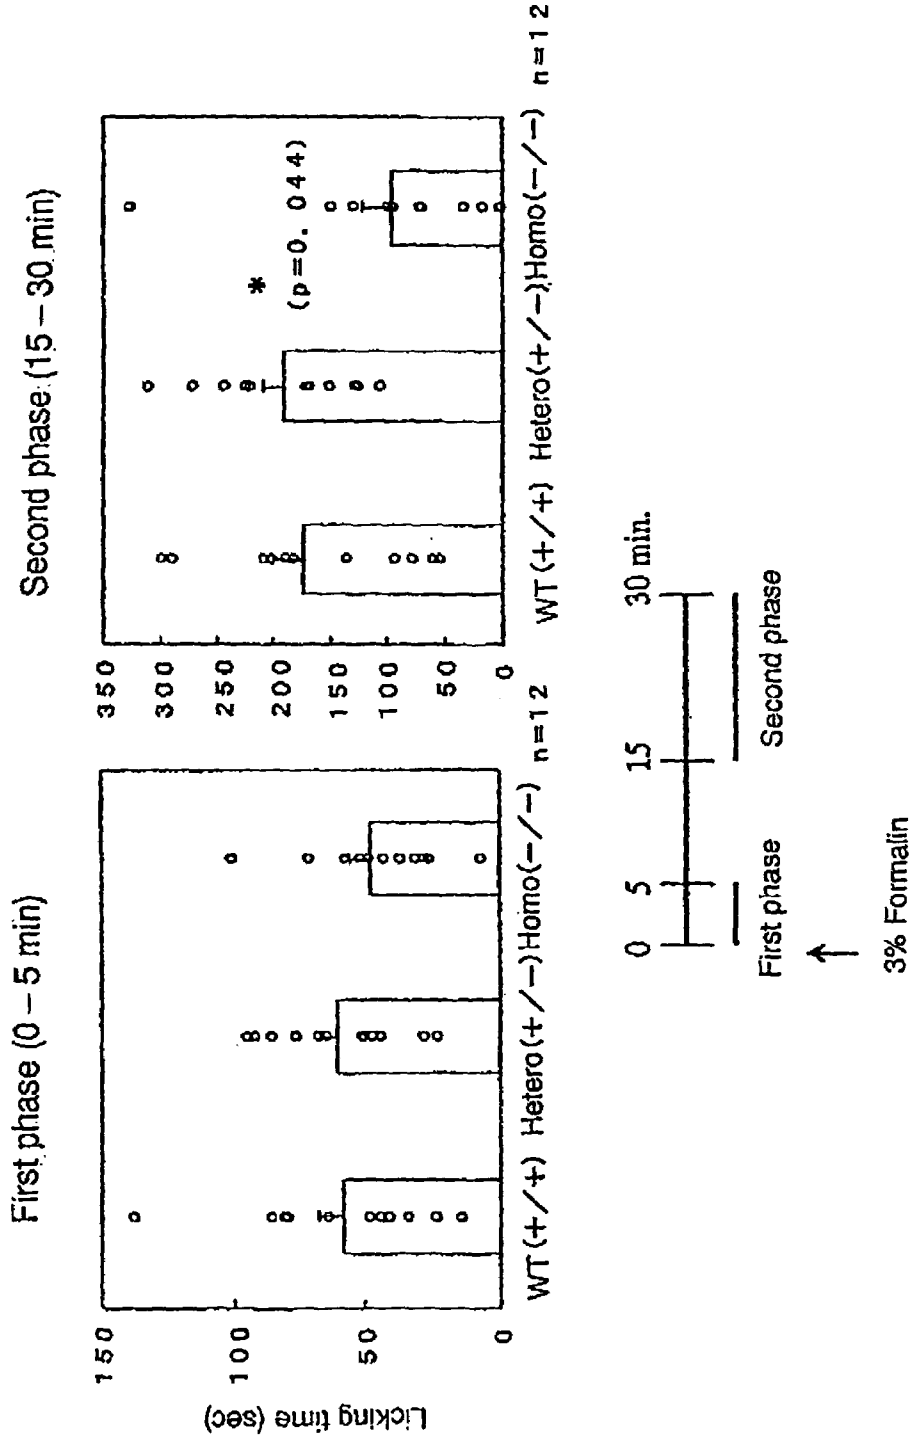 First phase (0 – 5 min)
Licking time (sec)
150
100
50
0
WT(+/+) Hetero(+/−) Homo(−/−) n=12
Second phase (15 – 30 min)
350
300
250
200
150
100
50
0
*
(p=0.044)
WT(+/+) Hetero(+/−) Homo(−/−) n=12
0 5 15 30 min.
First phase Second phase
3% Formalin